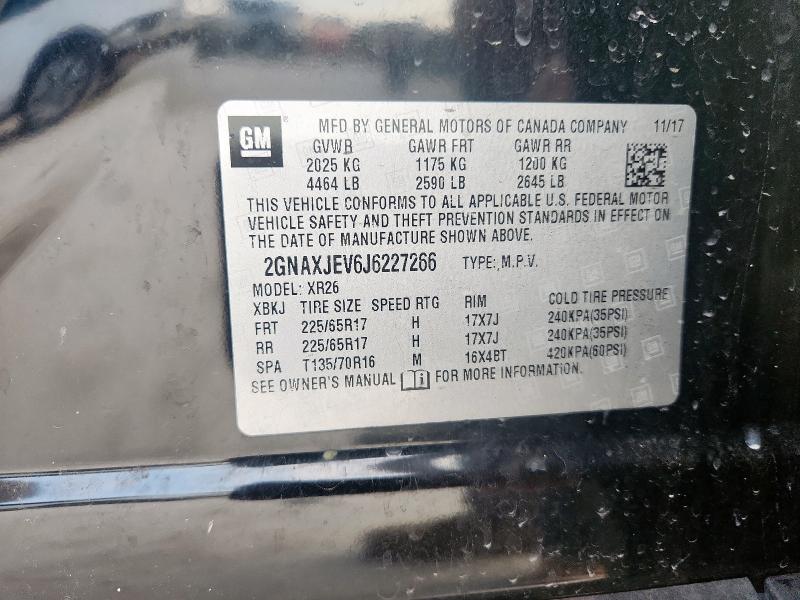 GM MFD BY GENERAL MOTORS OF CANADA COMPANY 11/17
GVWR GAWR FRT GAWR RR
2025 KG 1175 KG 1200 KG
4464 LB 2590 LB 2645 LB
THIS VEHICLE CONFORMS TO ALL APPLICABLE U.S. FEDERAL MOTOR
VEHICLE SAFETY AND THEFT PREVENTION STANDARDS IN EFFECT ON
THE DATE OF MANUFACTURE SHOWN ABOVE.
2GNAXJEV6J6227266 TYPE: M.P.V.
MODEL: XR26
XBKJ TIRE SIZE SPEED RTG RIM COLD TIRE PRESSURE
FRT 225/65R17 H 17X7J 240KPA(35PSI)
RR 225/65R17 H 17X7J 240KPA(35PSI)
SPA T135/70R16 M 16X4BT 420KPA(60PSI)
SEE OWNER'S MANUAL FOR MORE INFORMATION.